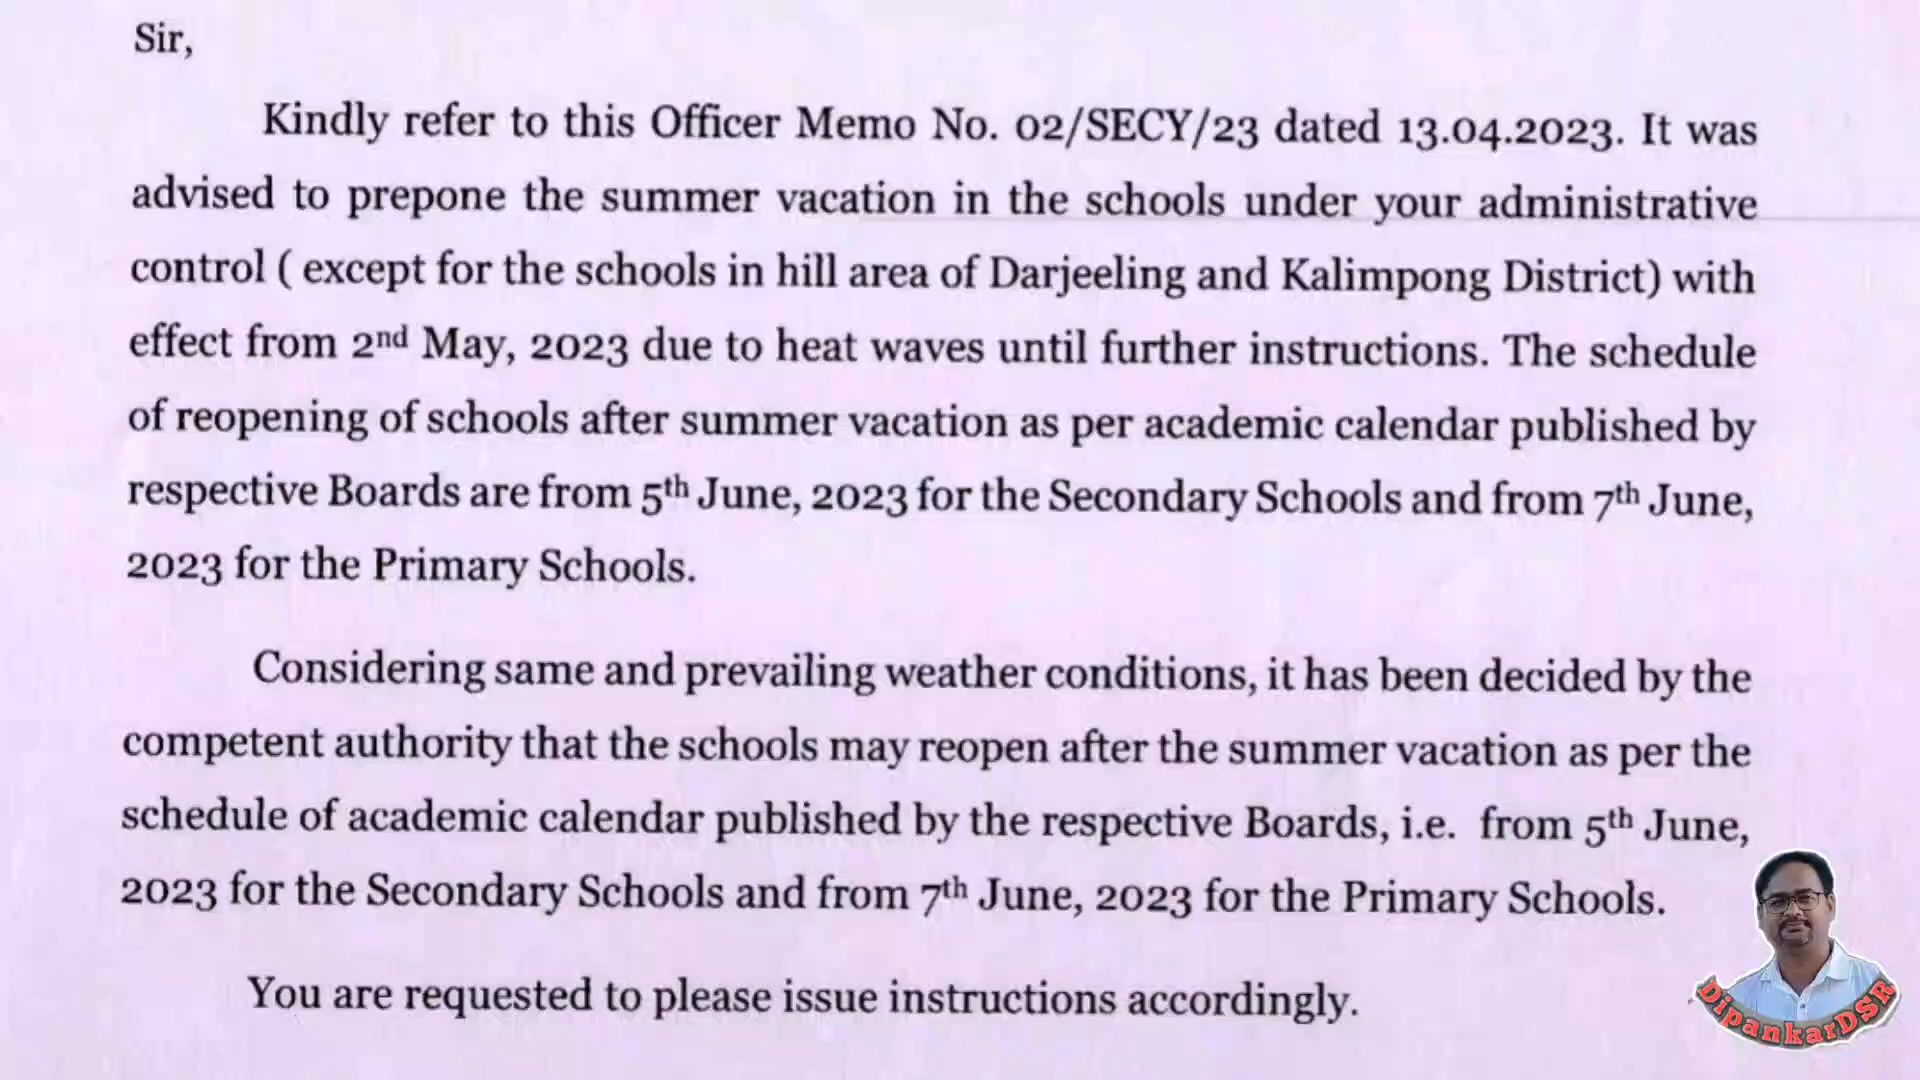 Sir,
Kindly refer to this Officer Memo No. 02/SECY/23 dated 13.04.2023. It was
advised to prepone the summer vacation in the schools under your administrative
control ( except for the schools in hill area of Darjeeling and Kalimpong District) with
effect from 2nd May, 2023 due to heat waves until further instructions. The schedule
of reopening of schools after summer vacation as per academic calendar published by
respective Boards are from 5th June, 2023 for the Secondary Schools and from 7th June,
2023 for the Primary Schools.
Considering same and prevailing weather conditions, it has been decided by the
competent authority that the schools may reopen after the summer vacation as per the
schedule of academic calendar published by the respective Boards, i.e. from 5th June,
2023 for the Secondary Schools and from 7th June, 2023 for the Primary Schools.
You are requested to please issue instructions accordingly.
DipankarDSR